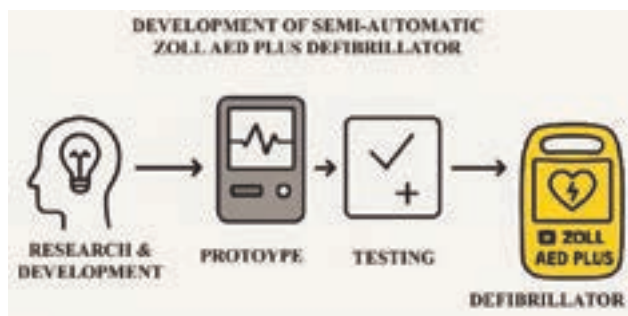 DEVELOPMENT OF SEMI-AUTOMATIC
ZOLL AED PLUS DEFIBRILLATOR
RESEARCH &
DEVELOPMENT
PROTOYPE
TESTING
ZOLL
AED PLUS
DEFIBRILLATOR